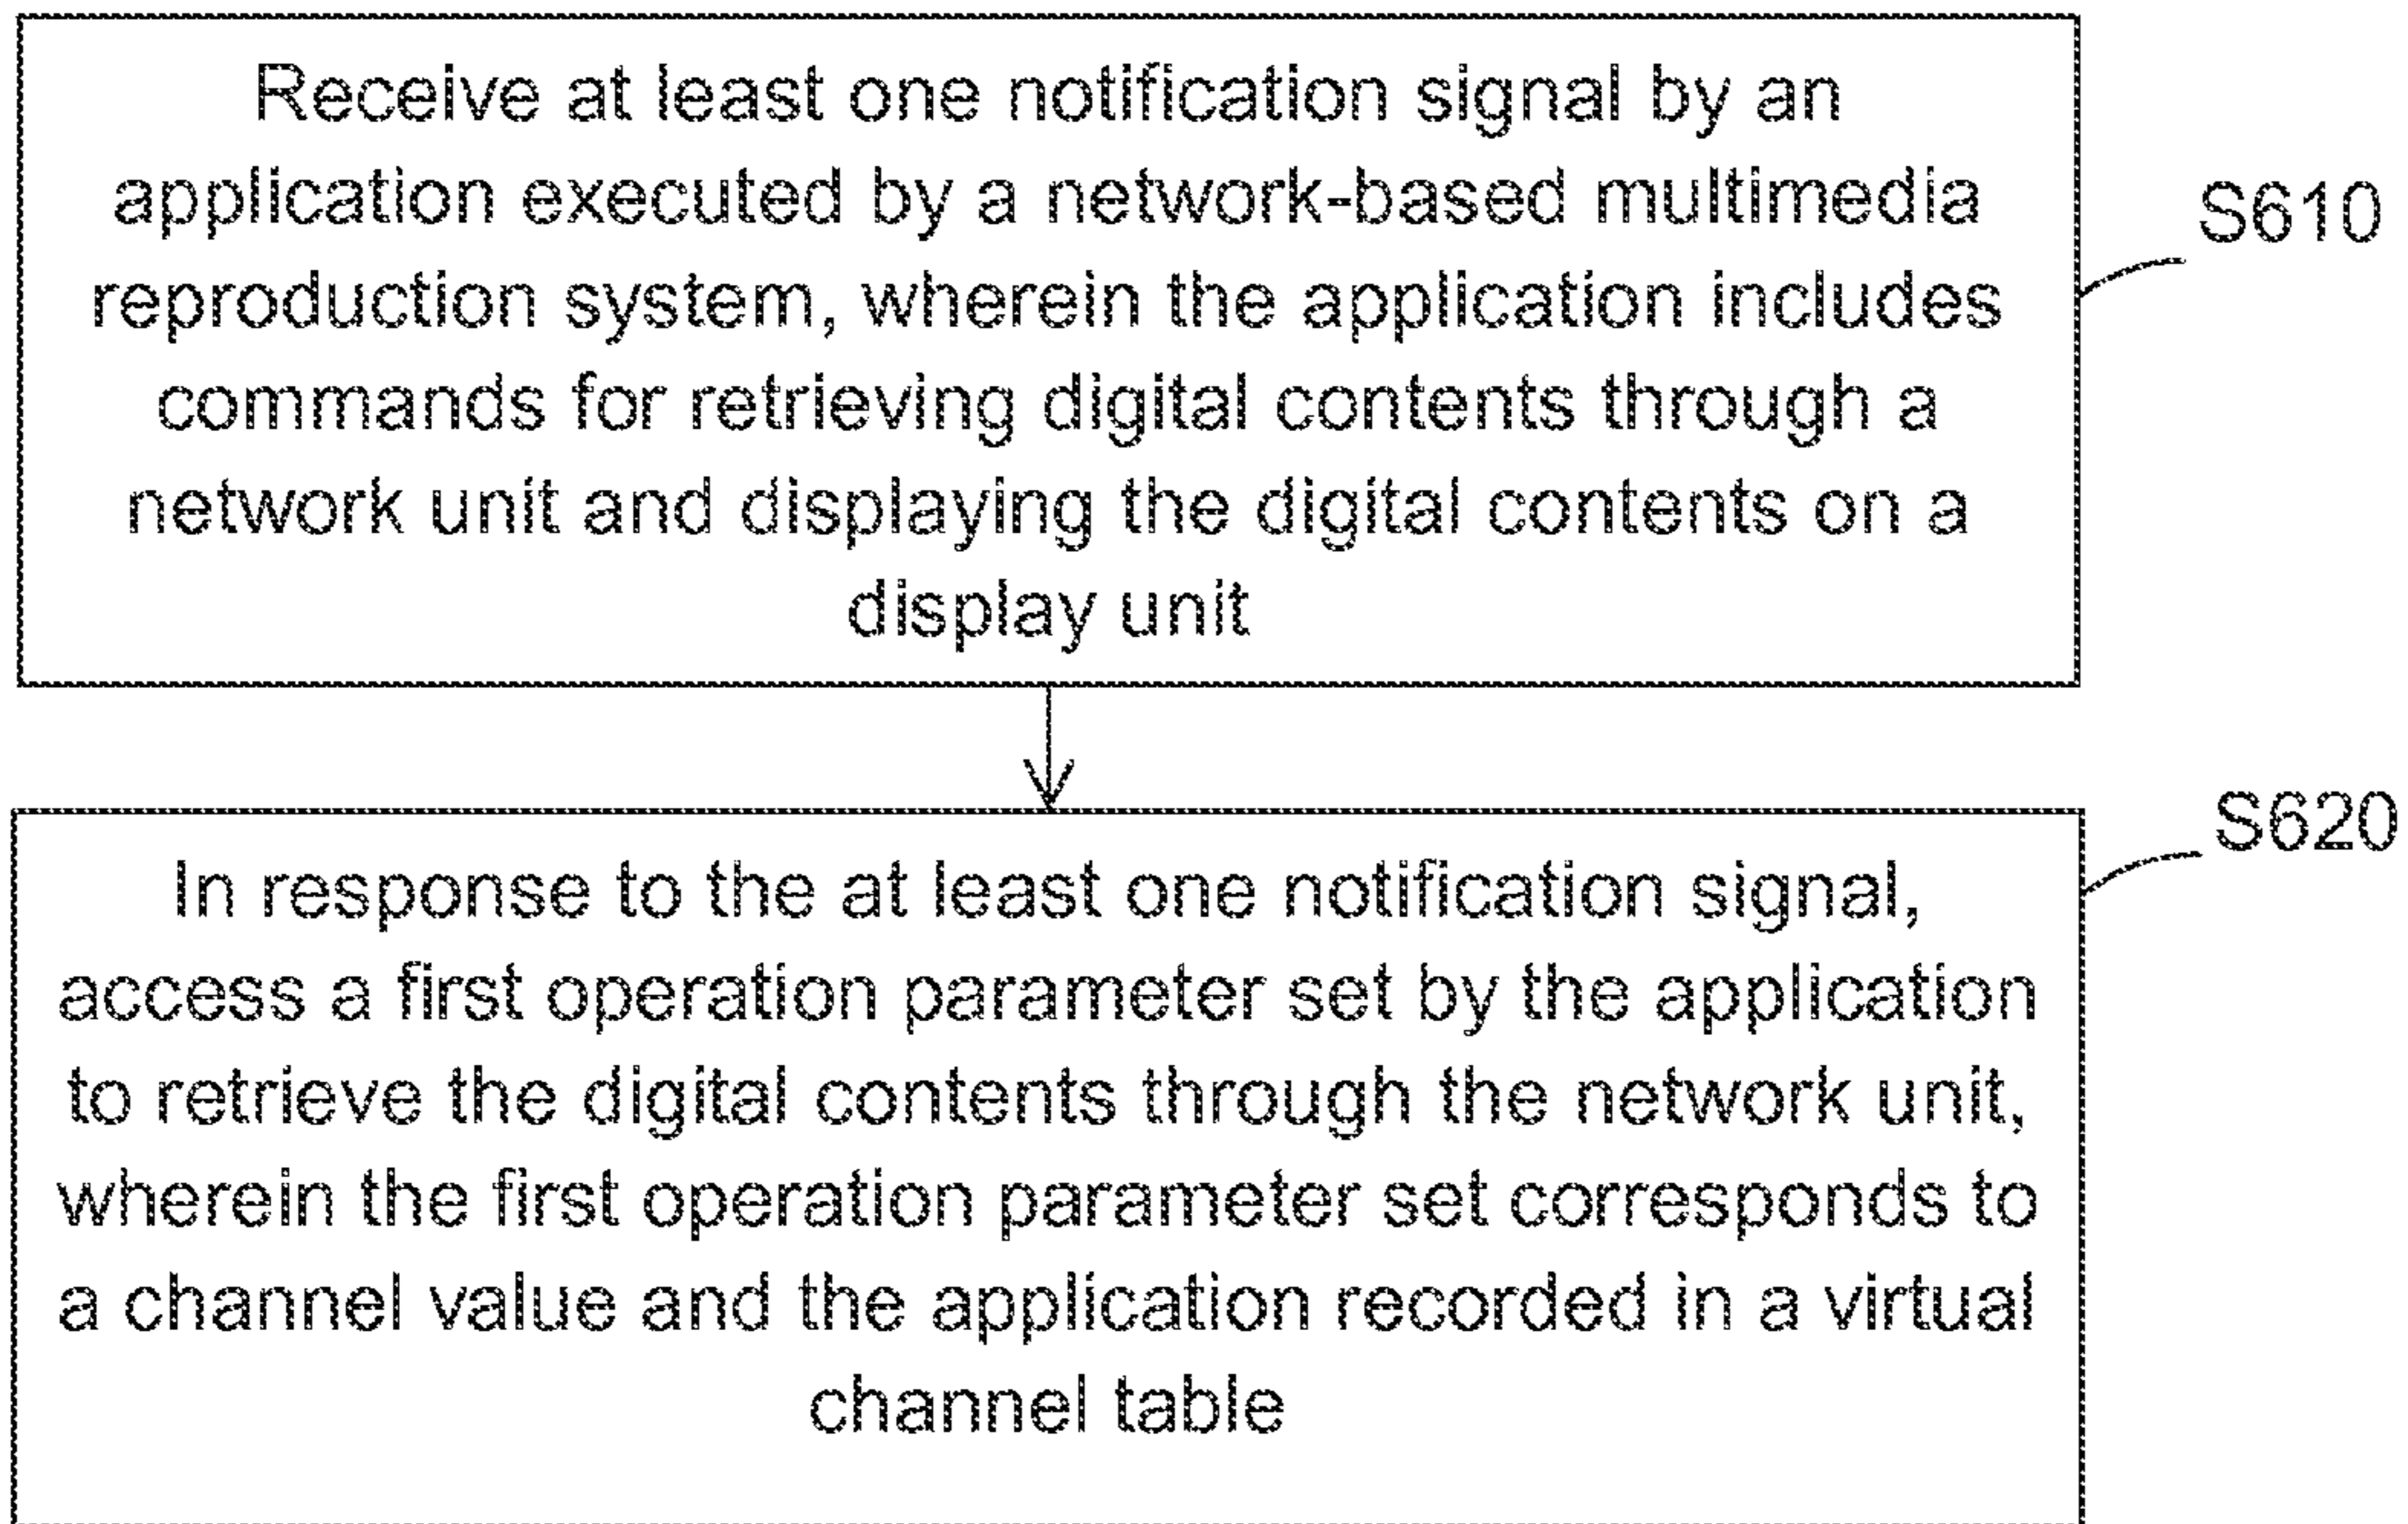 Receive at least one notification signal by an
application executed by a network-based multimedia
reproduction system, wherein the application includes
commands for retrieving digital contents through a
network unit and displaying the digital contents on a
display unit
S610
In response to the at least one notification signal,
access a first operation parameter set by the application
to retrieve the digital contents through the network unit,
wherein the first operation parameter set corresponds to
a channel value and the application recorded in a virtual
channel table
S620